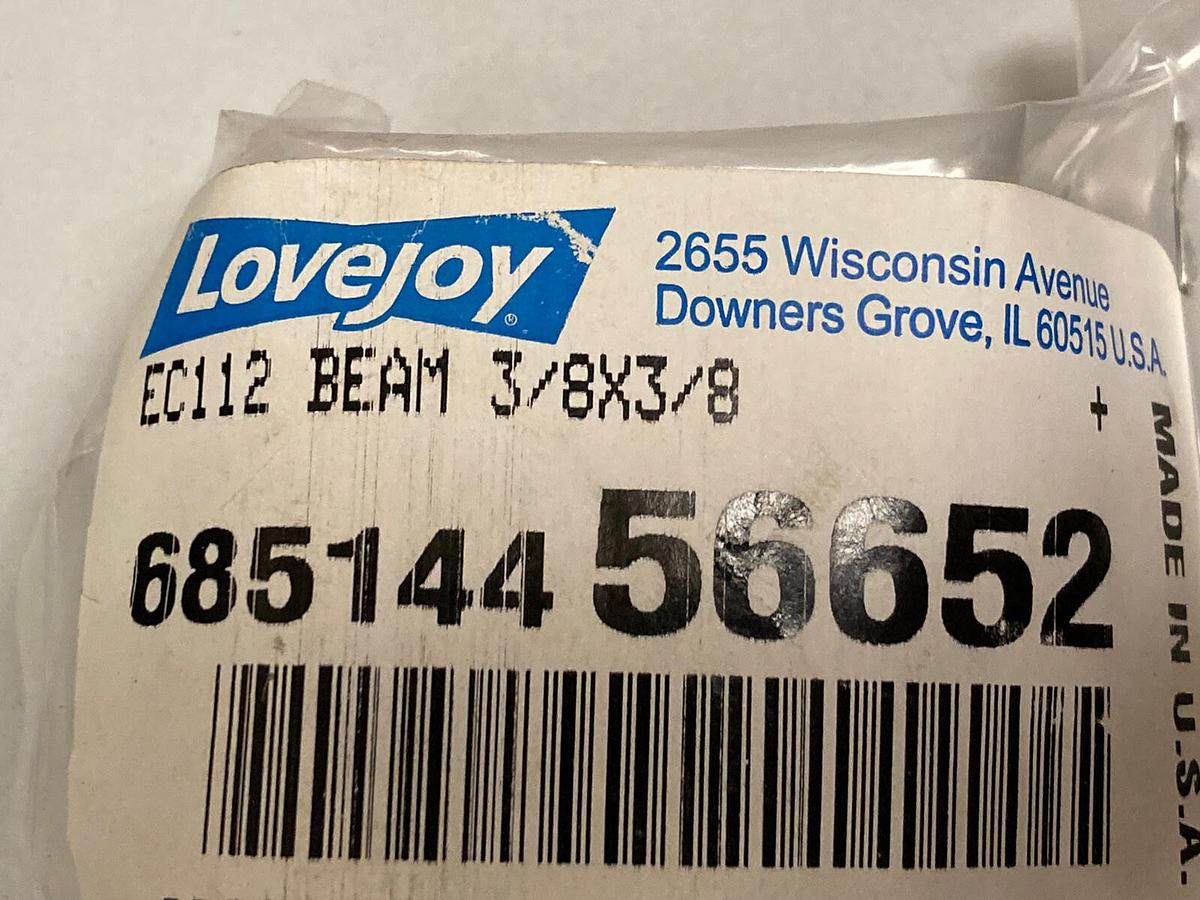 Lovejoy®
2655 Wisconsin Avenue
Downers Grove, IL 60515 U.S.A.
EC112 BEAM 3/8X3/8
+
685144 56652
MADE IN U.S.A-